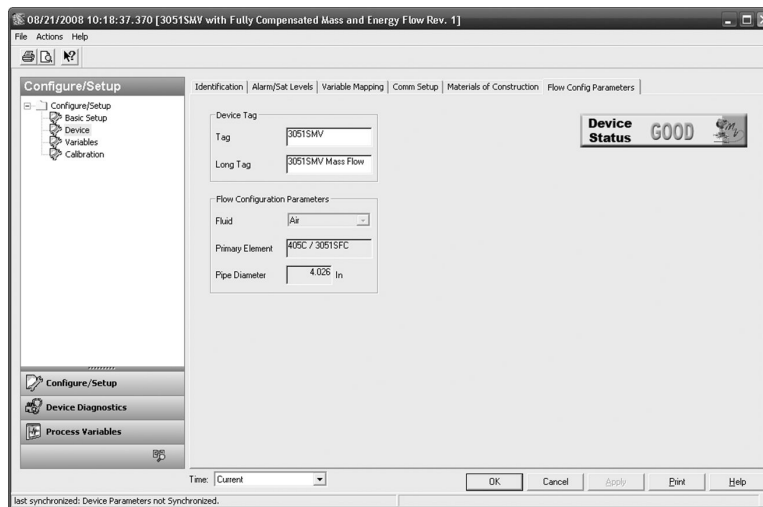 08/21/2008 10:18:37.370 [3051SMV with Fully Compensated Mass and Energy Flow Rev. 1]
File Actions Help
Configure/Setup
Configure/Setup
Basic Setup
Device
Variables
Calibration
Configure/Setup
Device Diagnostics
Process Variables
Identification
Alarm/Sat Levels
Variable Mapping
Comm Setup
Materials of Construction
Flow Config Parameters
Device Tag
Tag 3051SMV
Long Tag 3051SMV Mass Flow
Device Status GOOD
Flow Configuration Parameters
Fluid Air
Primary Element 405C / 3051SFC
Pipe Diameter 4.026 In
Time: Current
OK
Cancel
Apply
Print
Help
last synchronized: Device Parameters not Synchronized.